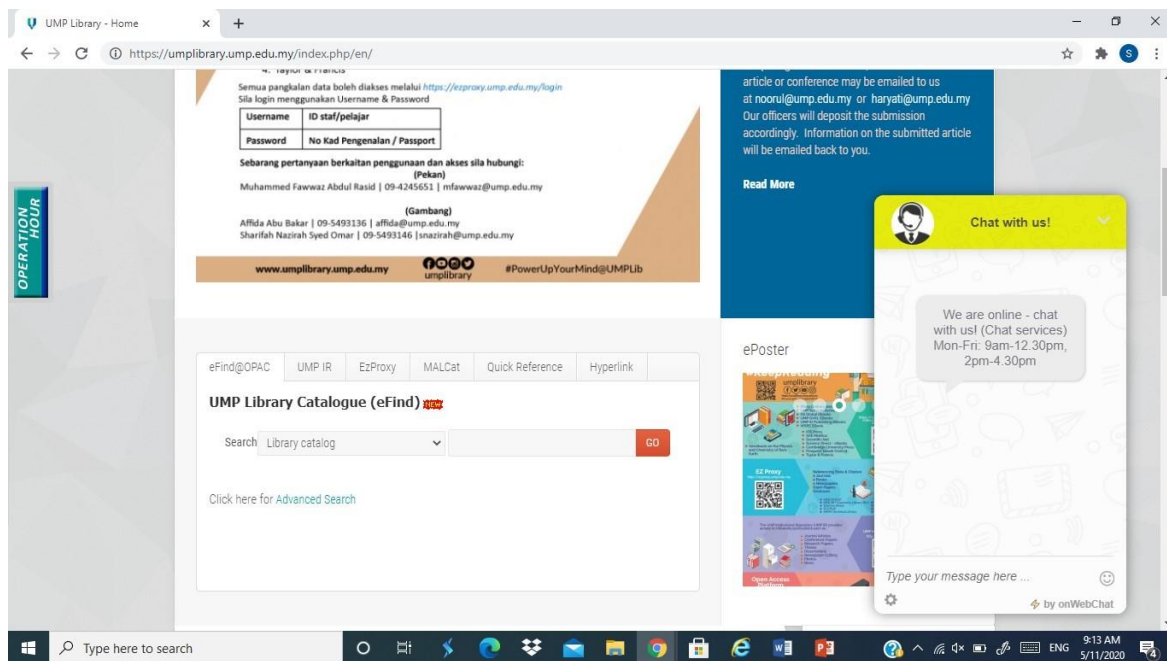 UMP Library - Home
https://umplibrary.ump.edu.my/index.php/en/
S
4. Taylor & Francis
Semua pangkalan data boleh diakses melalui https://ezproxy.ump.edu.my/login
Sila login menggunakan Username & Password
Username ID staf/pelajar
Password No Kad Pengenalan / Passport
Sebarang pertanyaan berkaitan penggunaan dan akses sila hubungi:
(Pekan)
Muhammed Fawwaz Abdul Rasid | 09-4245651 | mfawwaz@ump.edu.my
(Gambang)
Affida Abu Bakar | 09-5493136 | affida@ump.edu.my
Sharifah Nazirah Syed Omar | 09-5493146 |snazirah@ump.edu.my
www.umplibrary.ump.edu.my
umplibrary
#PowerUpYourMind@UMPLib
article or conference may be emailed to us
at noorul@ump.edu.my or haryati@ump.edu.my
Our officers will deposit the submission
accordingly. Information on the submitted article
will be emailed back to you.
Read More
OPERATION
HOUR
eFind@OPAC UMP IR EzProxy MALCat Quick Reference Hyperlink
UMP Library Catalogue (eFind) NEW
Search Library catalog GO
Click here for Advanced Search
ePoster
umplibrary
EZ Proxy
Open Access
Platform
Chat with us!
We are online - chat
with us! (Chat services)
Mon-Fri: 9am-12.30pm,
2pm-4.30pm
Type your message here ...
by onWebChat
Type here to search
ENG
9:13 AM
5/11/2020
4